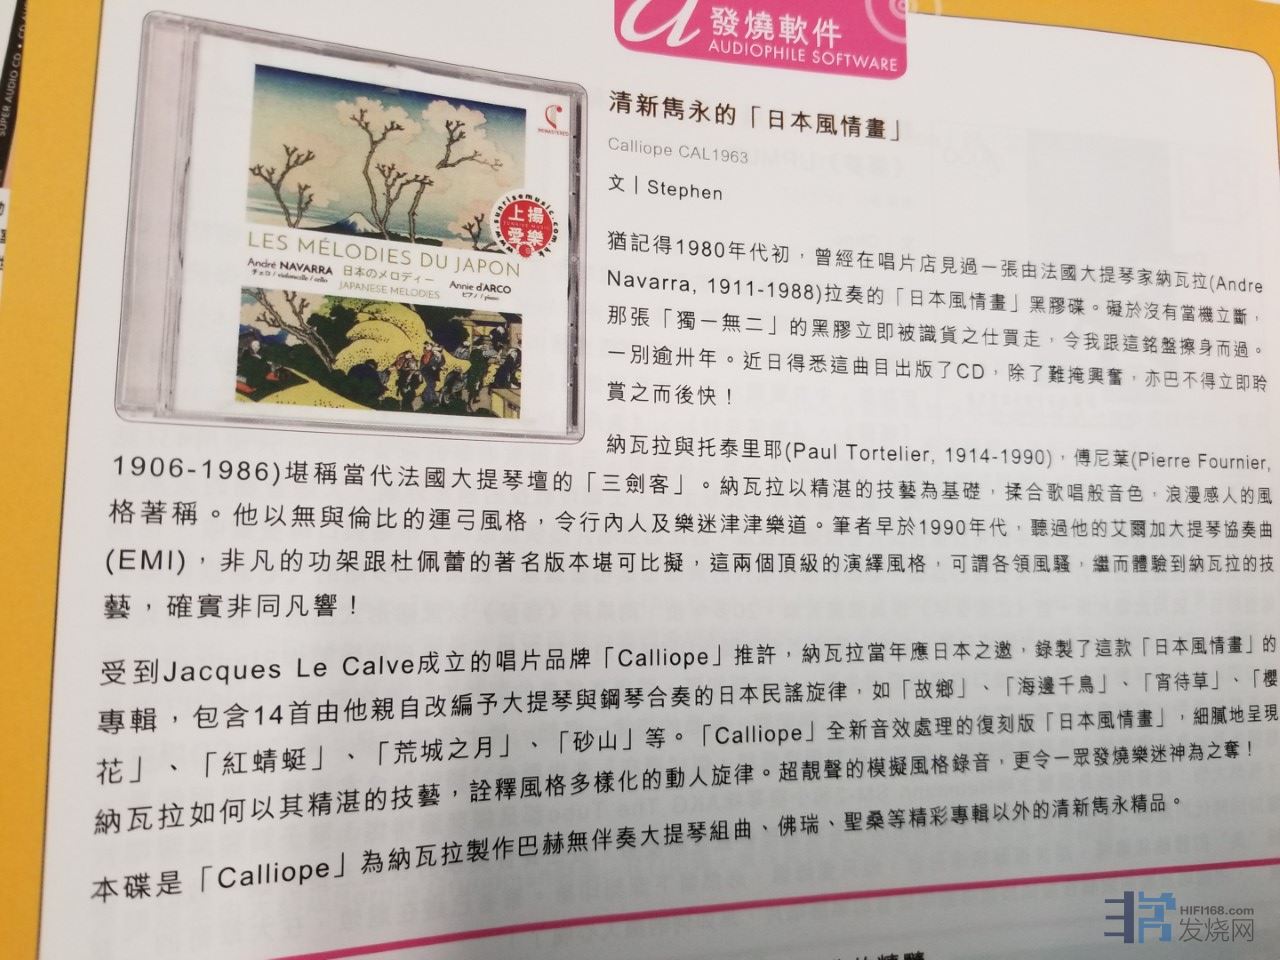 SUPER AUDIO CD
發燒軟件
AUDIOPHILE SOFTWARE
REMASTERED
www.sunrisemusic.com.hk
上揚
SUNRISE MUSIC
愛樂
LES MÉLODIES DU JAPON
André NAVARRA
チェロ / violoncelle / cello
日本のメロディー
JAPANESE MELODIES
Annie d'ARCO
ピアノ / piano
清新雋永的「日本風情畫」
Calliope CAL1963
文｜Stephen
猶記得1980年代初，曾經在唱片店見過一張由法國大提琴家納瓦拉(Andre
Navarra, 1911-1988)拉奏的「日本風情畫」黑膠碟。礙於沒有當機立斷，
那張「獨一無二」的黑膠立即被識貨之仕買走，令我跟這銘盤擦身而過。
一別逾卅年。近日得悉這曲目出版了CD，除了難掩興奮，亦巴不得立即聆
賞之而後快！
納瓦拉與托泰里耶(Paul Tortelier, 1914-1990)，傅尼葉(Pierre Fournier,
1906-1986)堪稱當代法國大提琴壇的「三劍客」。納瓦拉以精湛的技藝為基礎，揉合歌唱般音色，浪漫感人的風
格著稱。他以無與倫比的運弓風格，令行內人及樂迷津津樂道。筆者早於1990年代，聽過他的艾爾加大提琴協奏曲
(EMI)，非凡的功架跟杜佩蕾的著名版本堪可比擬，這兩個頂級的演繹風格，可謂各領風騷，繼而體驗到納瓦拉的技
藝，確實非同凡響！
受到Jacques Le Calve成立的唱片品牌「Calliope」推許，納瓦拉當年應日本之邀，錄製了這款「日本風情畫」的
專輯，包含14首由他親自改編予大提琴與鋼琴合奏的日本民謠旋律，如「故鄉」、「海邊千鳥」、「宵待草」、「櫻
花」、「紅蜻蜓」、「荒城之月」、「砂山」等。「Calliope」全新音效處理的復刻版「日本風情畫」，細膩地呈現
納瓦拉如何以其精湛的技藝，詮釋風格多樣化的動人旋律。超靚聲的模擬風格錄音，更令一眾發燒樂迷神為之奪！
本碟是「Calliope」為納瓦拉製作巴赫無伴奏大提琴組曲、佛瑞、聖桑等精彩專輯以外的清新雋永精品。
HIFI168.com
发烧网